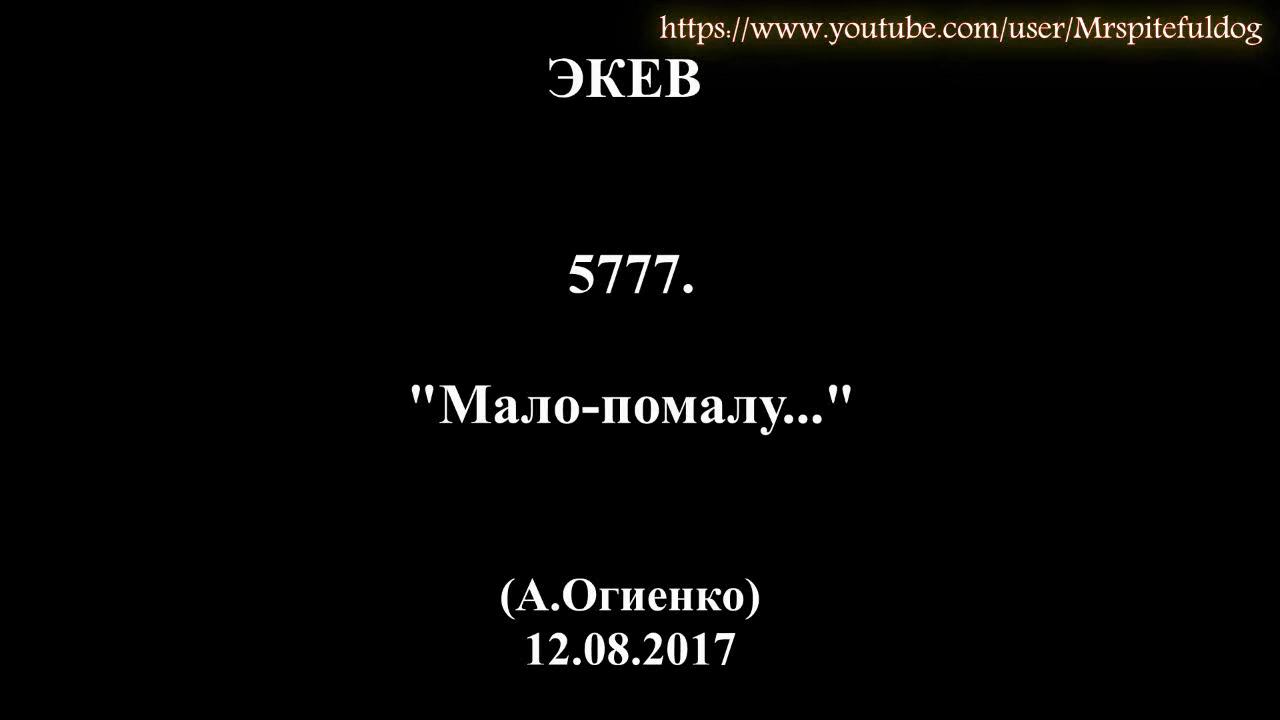 https://www.youtube.com/user/Mrspitefuldog
ЭКЕВ
5777.
"Мало-помалу..."
(А.Огиенко)
12.08.2017